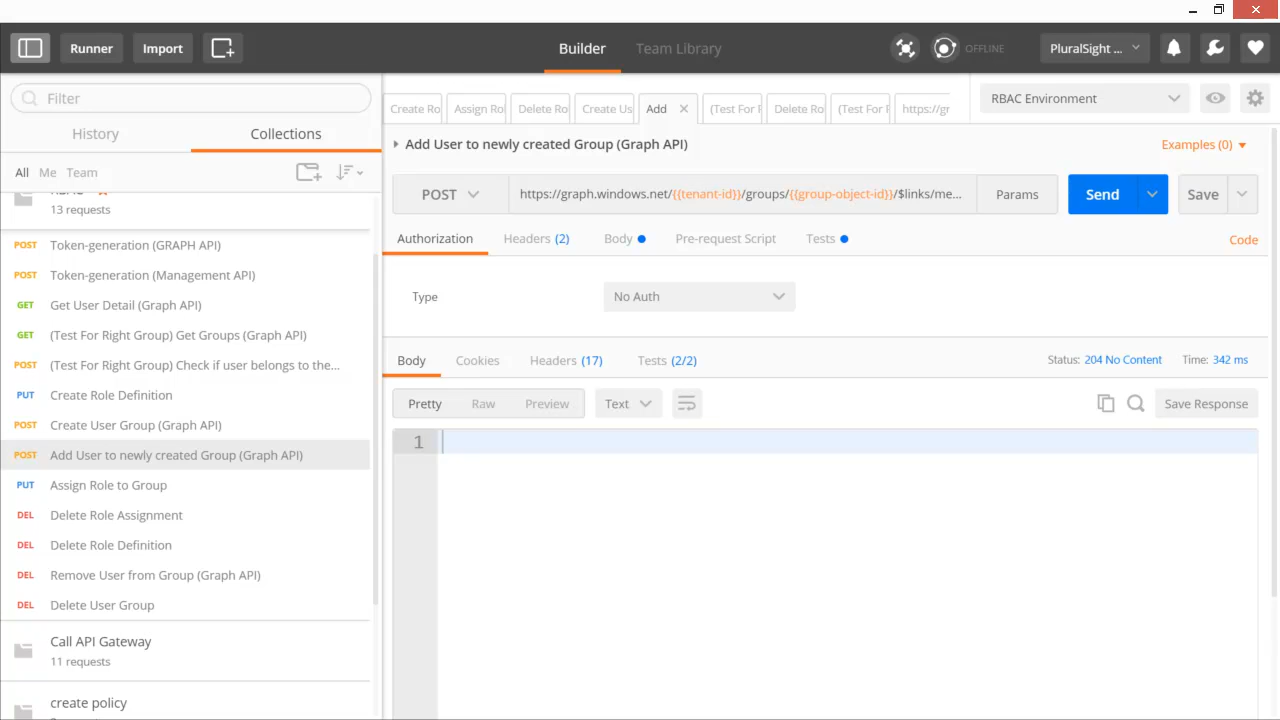 Runner
Import
Builder
Team Library
OFFLINE
PluralSight ...
Filter
History
Collections
All Me Team
13 requests
POST Token-generation (GRAPH API)
POST Token-generation (Management API)
GET Get User Detail (Graph API)
GET (Test For Right Group) Get Groups (Graph API)
POST (Test For Right Group) Check if user belongs to the...
PUT Create Role Definition
POST Create User Group (Graph API)
POST Add User to newly created Group (Graph API)
PUT Assign Role to Group
DEL Delete Role Assignment
DEL Delete Role Definition
DEL Remove User from Group (Graph API)
DEL Delete User Group
Call API Gateway
11 requests
create policy
Create Ro
Assign Ro
Delete Ro
Create Us
Add
(Test For F
Delete Ro
(Test For F
https://gr
RBAC Environment
Add User to newly created Group (Graph API)
Examples (0)
POST
https://graph.windows.net/{{tenant-id}}/groups/{{group-object-id}}/$links/me...
Params
Send
Save
Authorization
Headers (2)
Body
Pre-request Script
Tests
Code
Type
No Auth
Body
Cookies
Headers (17)
Tests (2/2)
Status: 204 No Content
Time: 342 ms
Pretty
Raw
Preview
Text
Save Response
1